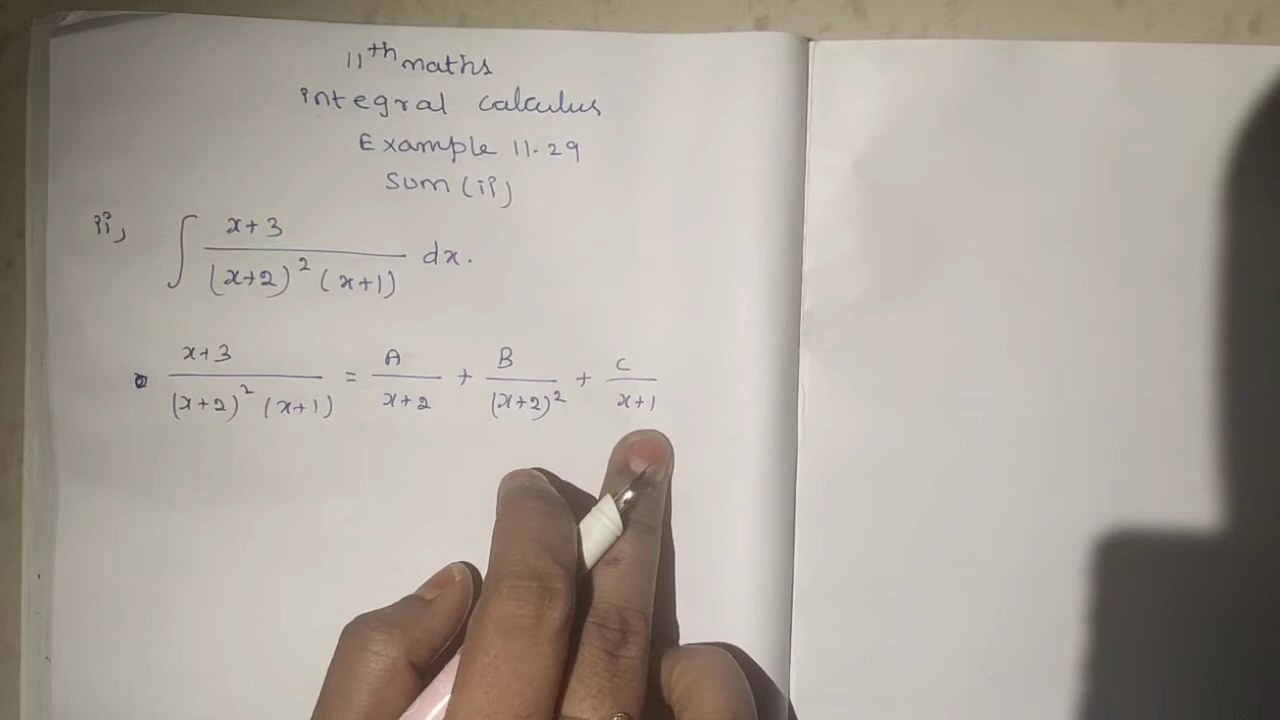 11th maths
integral calculus
Example 11.29
Sum (ii)
ii, ∫ x+3 / (x+2)² (x+1) dx.
x+3 / (x+2)² (x+1) = A / x+2 + B / (x+2)² + C / x+1